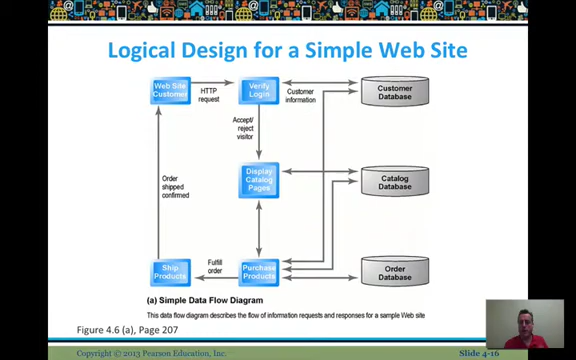 Logical Design for a Simple Web Site
Web Site
Customer
HTTP
request
Verify
Login
Customer
information
Customer
Database
Accept/
reject
visitor
Display
Catalog
Pages
Catalog
Database
Order
shipped
confirmed
Ship
Products
Fulfill
order
Purchase
Products
Order
Database
(a) Simple Data Flow Diagram
This data flow diagram describes the flow of information requests and responses for a sample Web site
Figure 4.6 (a), Page 207
Copyright © 2013 Pearson Education, Inc.
Slide 4-16